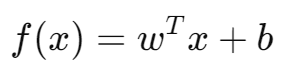 f(x) = w^T x + b